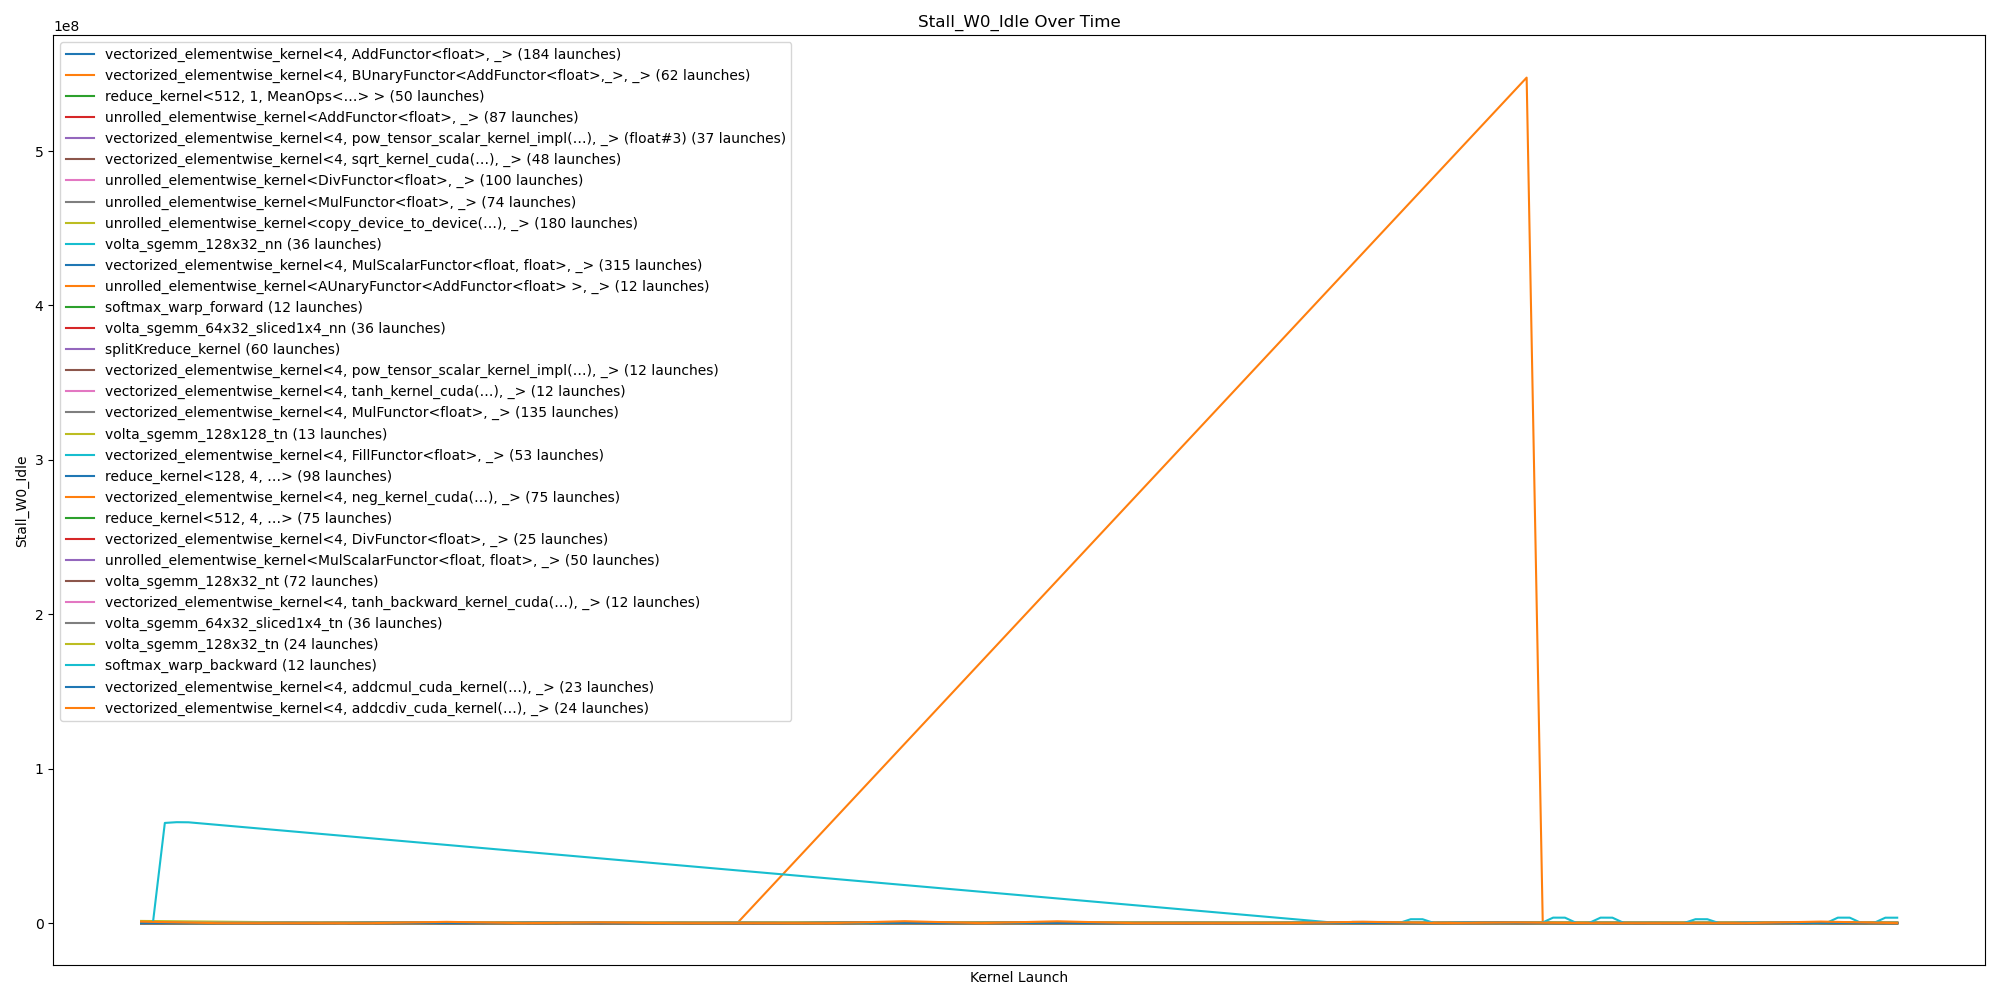 Stall_W0_Idle Over Time
1e8
vectorized_elementwise_kernel<4, AddFunctor<float>, _> (184 launches)
vectorized_elementwise_kernel<4, BUnaryFunctor<AddFunctor<float>,_>, _> (62 launches)
reduce_kernel<512, 1, MeanOps<...> > (50 launches)
unrolled_elementwise_kernel<AddFunctor<float>, _> (87 launches)
vectorized_elementwise_kernel<4, pow_tensor_scalar_kernel_impl(...), _> (float#3) (37 launches)
vectorized_elementwise_kernel<4, sqrt_kernel_cuda(...), _> (48 launches)
unrolled_elementwise_kernel<DivFunctor<float>, _> (100 launches)
unrolled_elementwise_kernel<MulFunctor<float>, _> (74 launches)
unrolled_elementwise_kernel<copy_device_to_device(...), _> (180 launches)
volta_sgemm_128x32_nn (36 launches)
vectorized_elementwise_kernel<4, MulScalarFunctor<float, float>, _> (315 launches)
unrolled_elementwise_kernel<AUnaryFunctor<AddFunctor<float> >, _> (12 launches)
softmax_warp_forward (12 launches)
volta_sgemm_64x32_sliced1x4_nn (36 launches)
splitKreduce_kernel (60 launches)
vectorized_elementwise_kernel<4, pow_tensor_scalar_kernel_impl(...), _> (12 launches)
vectorized_elementwise_kernel<4, tanh_kernel_cuda(...), _> (12 launches)
vectorized_elementwise_kernel<4, MulFunctor<float>, _> (135 launches)
volta_sgemm_128x128_tn (13 launches)
vectorized_elementwise_kernel<4, FillFunctor<float>, _> (53 launches)
reduce_kernel<128, 4, ...> (98 launches)
vectorized_elementwise_kernel<4, neg_kernel_cuda(...), _> (75 launches)
reduce_kernel<512, 4, ...> (75 launches)
vectorized_elementwise_kernel<4, DivFunctor<float>, _> (25 launches)
unrolled_elementwise_kernel<MulScalarFunctor<float, float>, _> (50 launches)
volta_sgemm_128x32_nt (72 launches)
vectorized_elementwise_kernel<4, tanh_backward_kernel_cuda(...), _> (12 launches)
volta_sgemm_64x32_sliced1x4_tn (36 launches)
volta_sgemm_128x32_tn (24 launches)
softmax_warp_backward (12 launches)
vectorized_elementwise_kernel<4, addcmul_cuda_kernel(...), _> (23 launches)
vectorized_elementwise_kernel<4, addcdiv_cuda_kernel(...), _> (24 launches)
5
4
3
2
1
0
Stall_W0_Idle
Kernel Launch